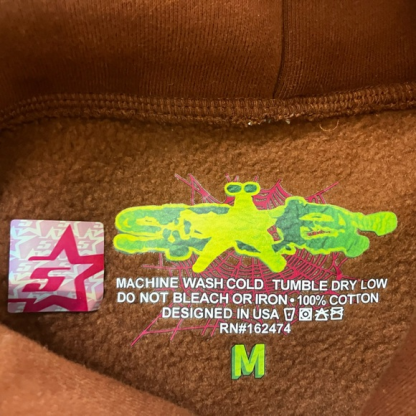 MACHINE WASH COLD TUMBLE DRY LOW
DO NOT BLEACH OR IRON • 100% COTTON
DESIGNED IN USA
RN#162474
M